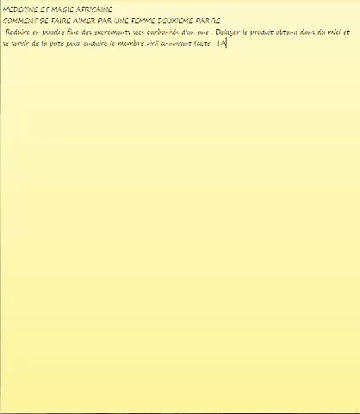 MEDECINE ET MAGIE AFRICAINE
COMMENT SE FAIRE AIMER PAR UNE FEMME DEUXIEME PARTIE
Reduire en poudre fine des excrements secs carbonisés d'un ane . Delayer le produit obtenu dans du miel et
se servir de la pate pour enduire le membre viril avant l'acte . LA